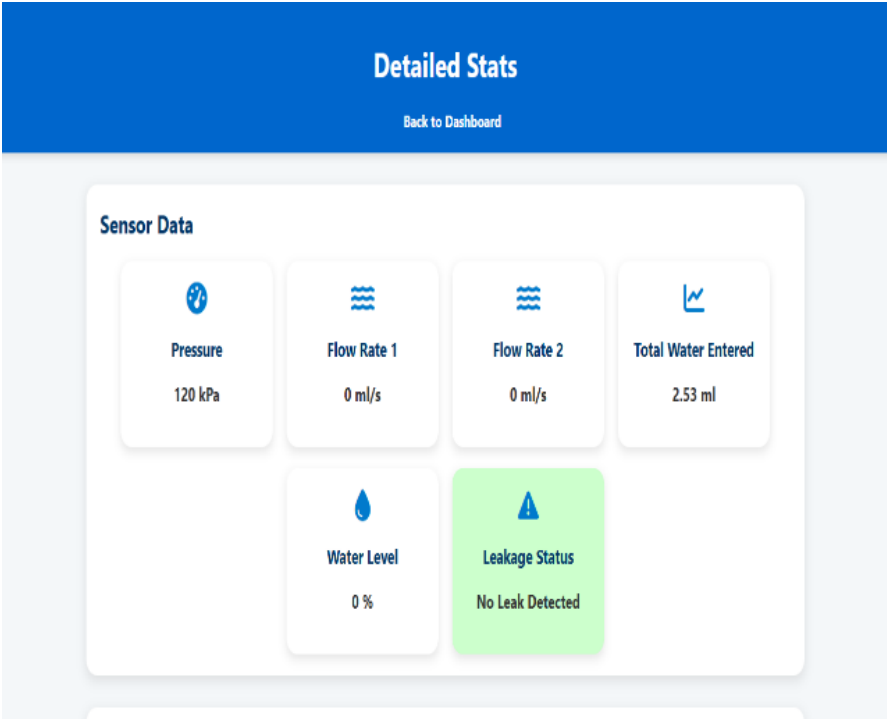 Detailed Stats
Back to Dashboard
Sensor Data
Pressure
120 kPa
Flow Rate 1
0 ml/s
Flow Rate 2
0 ml/s
Total Water Entered
2.53 ml
Water Level
0 %
Leakage Status
No Leak Detected